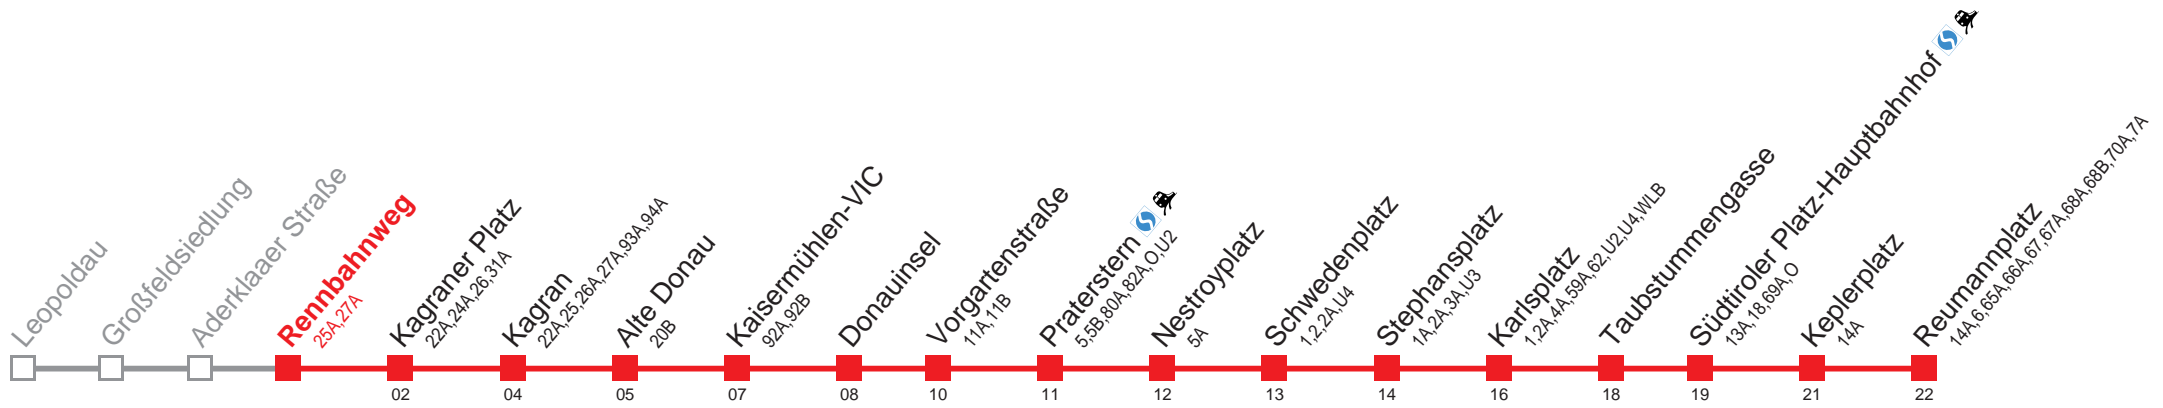 Leopoldau
Großfeldsiedlung
Aderklaaer Straße
Rennbahnweg
25A,27A
Kagraner Platz
22A,24A,26,31A
Kagran
22A,25,26A,27A,93A,94A
Alte Donau
20B
Kaisermühlen-VIC
92A,92B
Donauinsel
Vorgartenstraße
11A,11B
Praterstern
5,5B,80A,82A,O,U2
Nestroyplatz
5A
Schwedenplatz
1,2,2A,U4
Stephansplatz
1A,2A,3A,U3
Karlsplatz
1,2A,4A,59A,62,U2,U4,WLB
Taubstummengasse
Südtiroler Platz-Hauptbahnhof
13A,18,69A,O
Keplerplatz
14A
Reumannplatz
14A,6,65A,66A,67,67A,68A,68B,70A,7A
02 04 05 07 08 10 11 12 13 14 16 18 19 21 22